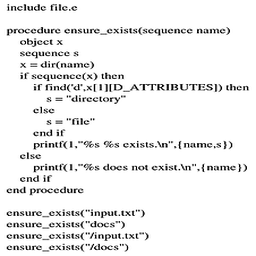 include file.e
procedure ensure_exists(sequence name)
object x
sequence s
x = dir(name)
if sequence(x) then
if find('d',x[1][D_ATTRIBUTES]) then
s = "directory"
else
s = "file"
end if
printf(1,"%s %s exists.\n",{name,s})
else
printf(1,"%s does not exist.\n",{name})
end if
end procedure
ensure_exists("input.txt")
ensure_exists("docs")
ensure_exists("/input.txt")
ensure_exists("/docs")